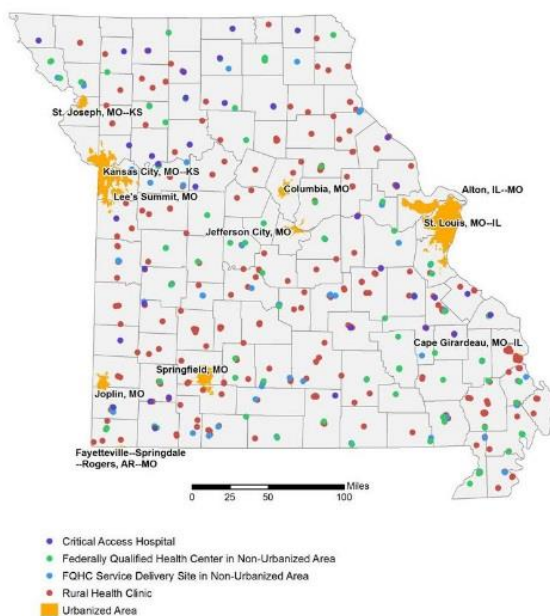 St. Joseph, MO--KS
Kansas City, MO--KS
Lee's Summit, MO
Columbia, MO
Alton, IL--MO
St. Louis, MO--IL
Jefferson City, MO
Cape Girardeau, MO--IL
Springfield, MO
Joplin, MO
Fayetteville--Springdale
--Rogers, AR--MO
Miles
0 25 50 100
Critical Access Hospital
Federally Qualified Health Center in Non-Urbanized Area
FQHC Service Delivery Site in Non-Urbanized Area
Rural Health Clinic
Urbanized Area